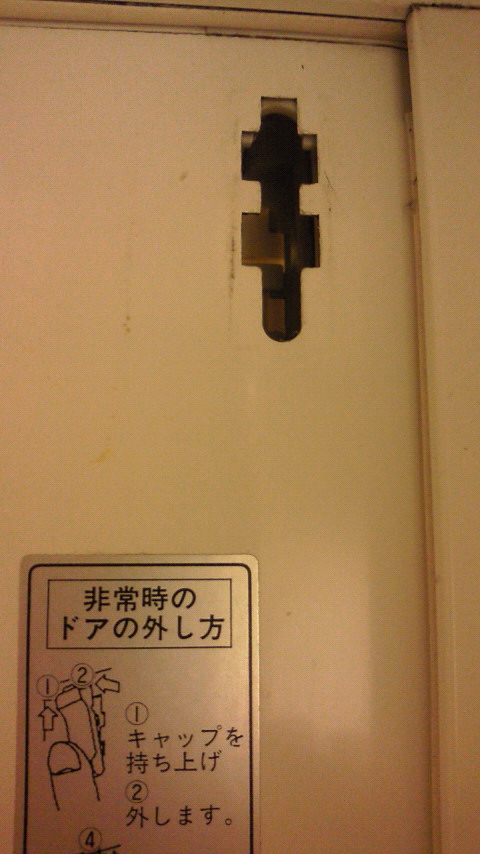 非常時の
ドアの外し方
① ②
①
キャップを
持ち上げ
②
外します。
④